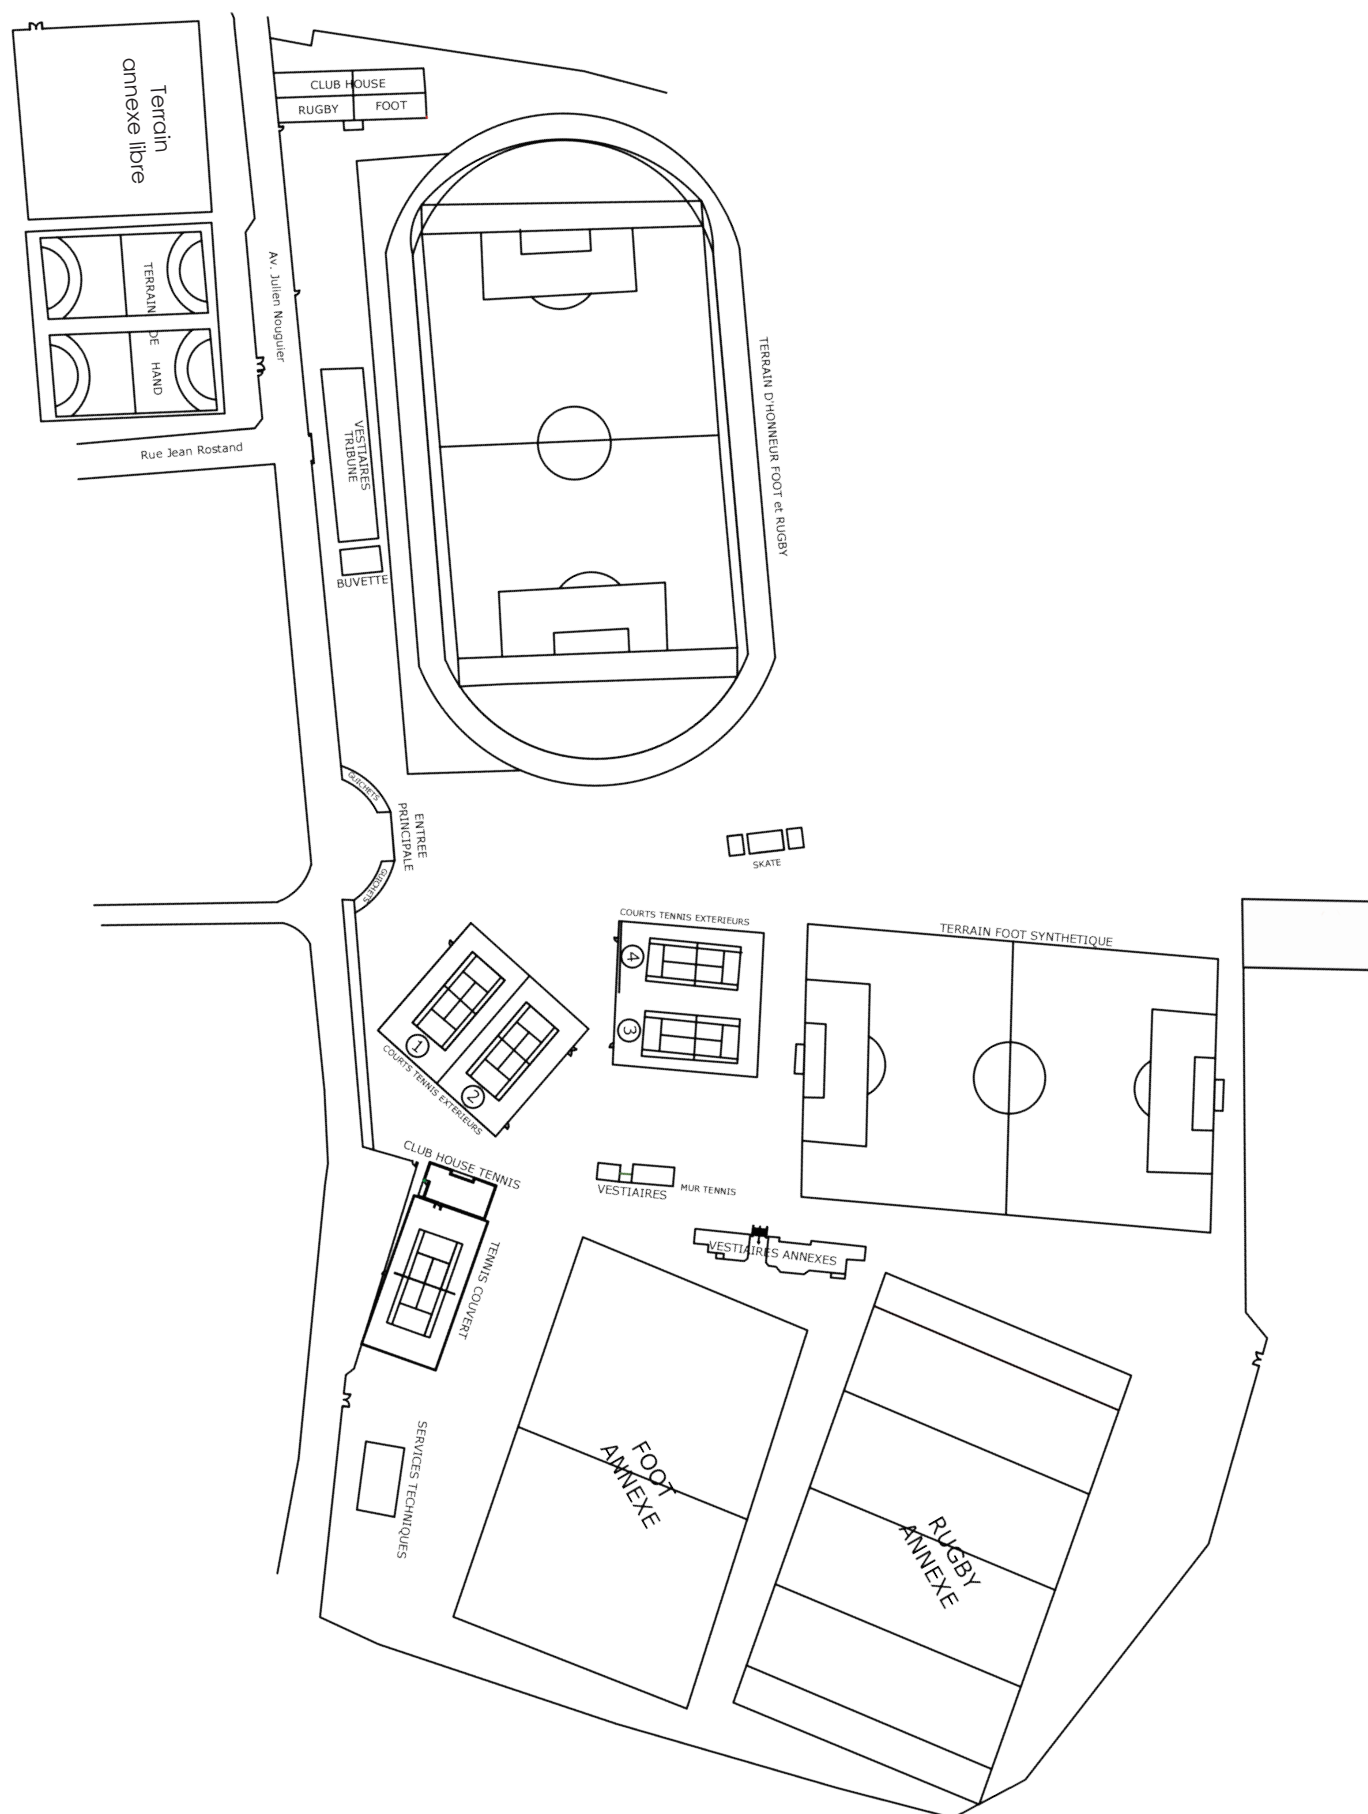 Terrain
annexe libre
CLUB HOUSE
RUGBY
FOOT
TERRAIN DE HAND
Av. Julien Nouguier
Rue Jean Rostand
VESTIAIRES
TRIBUNE
BUVETTE
TERRAIN D'HONNEUR FOOT et RUGBY
GUICHETS
ENTREE
PRINCIPALE
GUICHETS
SKATE
COURTS TENNIS EXTERIEURS
4
3
TERRAIN FOOT SYNTHETIQUE
1
2
COURTS TENNIS EXTERIEURS
CLUB HOUSE TENNIS
VESTIAIRES
MUR TENNIS
VESTIAIRES ANNEXES
TENNIS COUVERT
SERVICES TECHNIQUES
FOOT
ANNEXE
RUGBY
ANNEXE